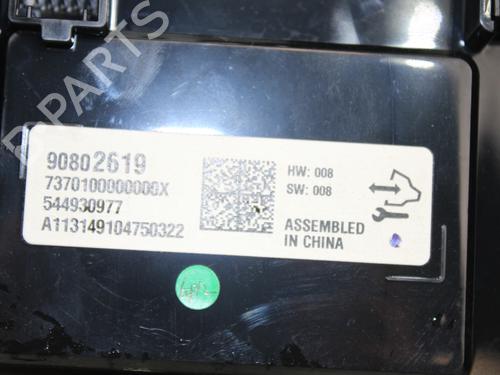 B-PARTS
90802619
7370100000000X
544930977
A113149104750322
HW: 008
SW: 008
ASSEMBLED
IN CHINA